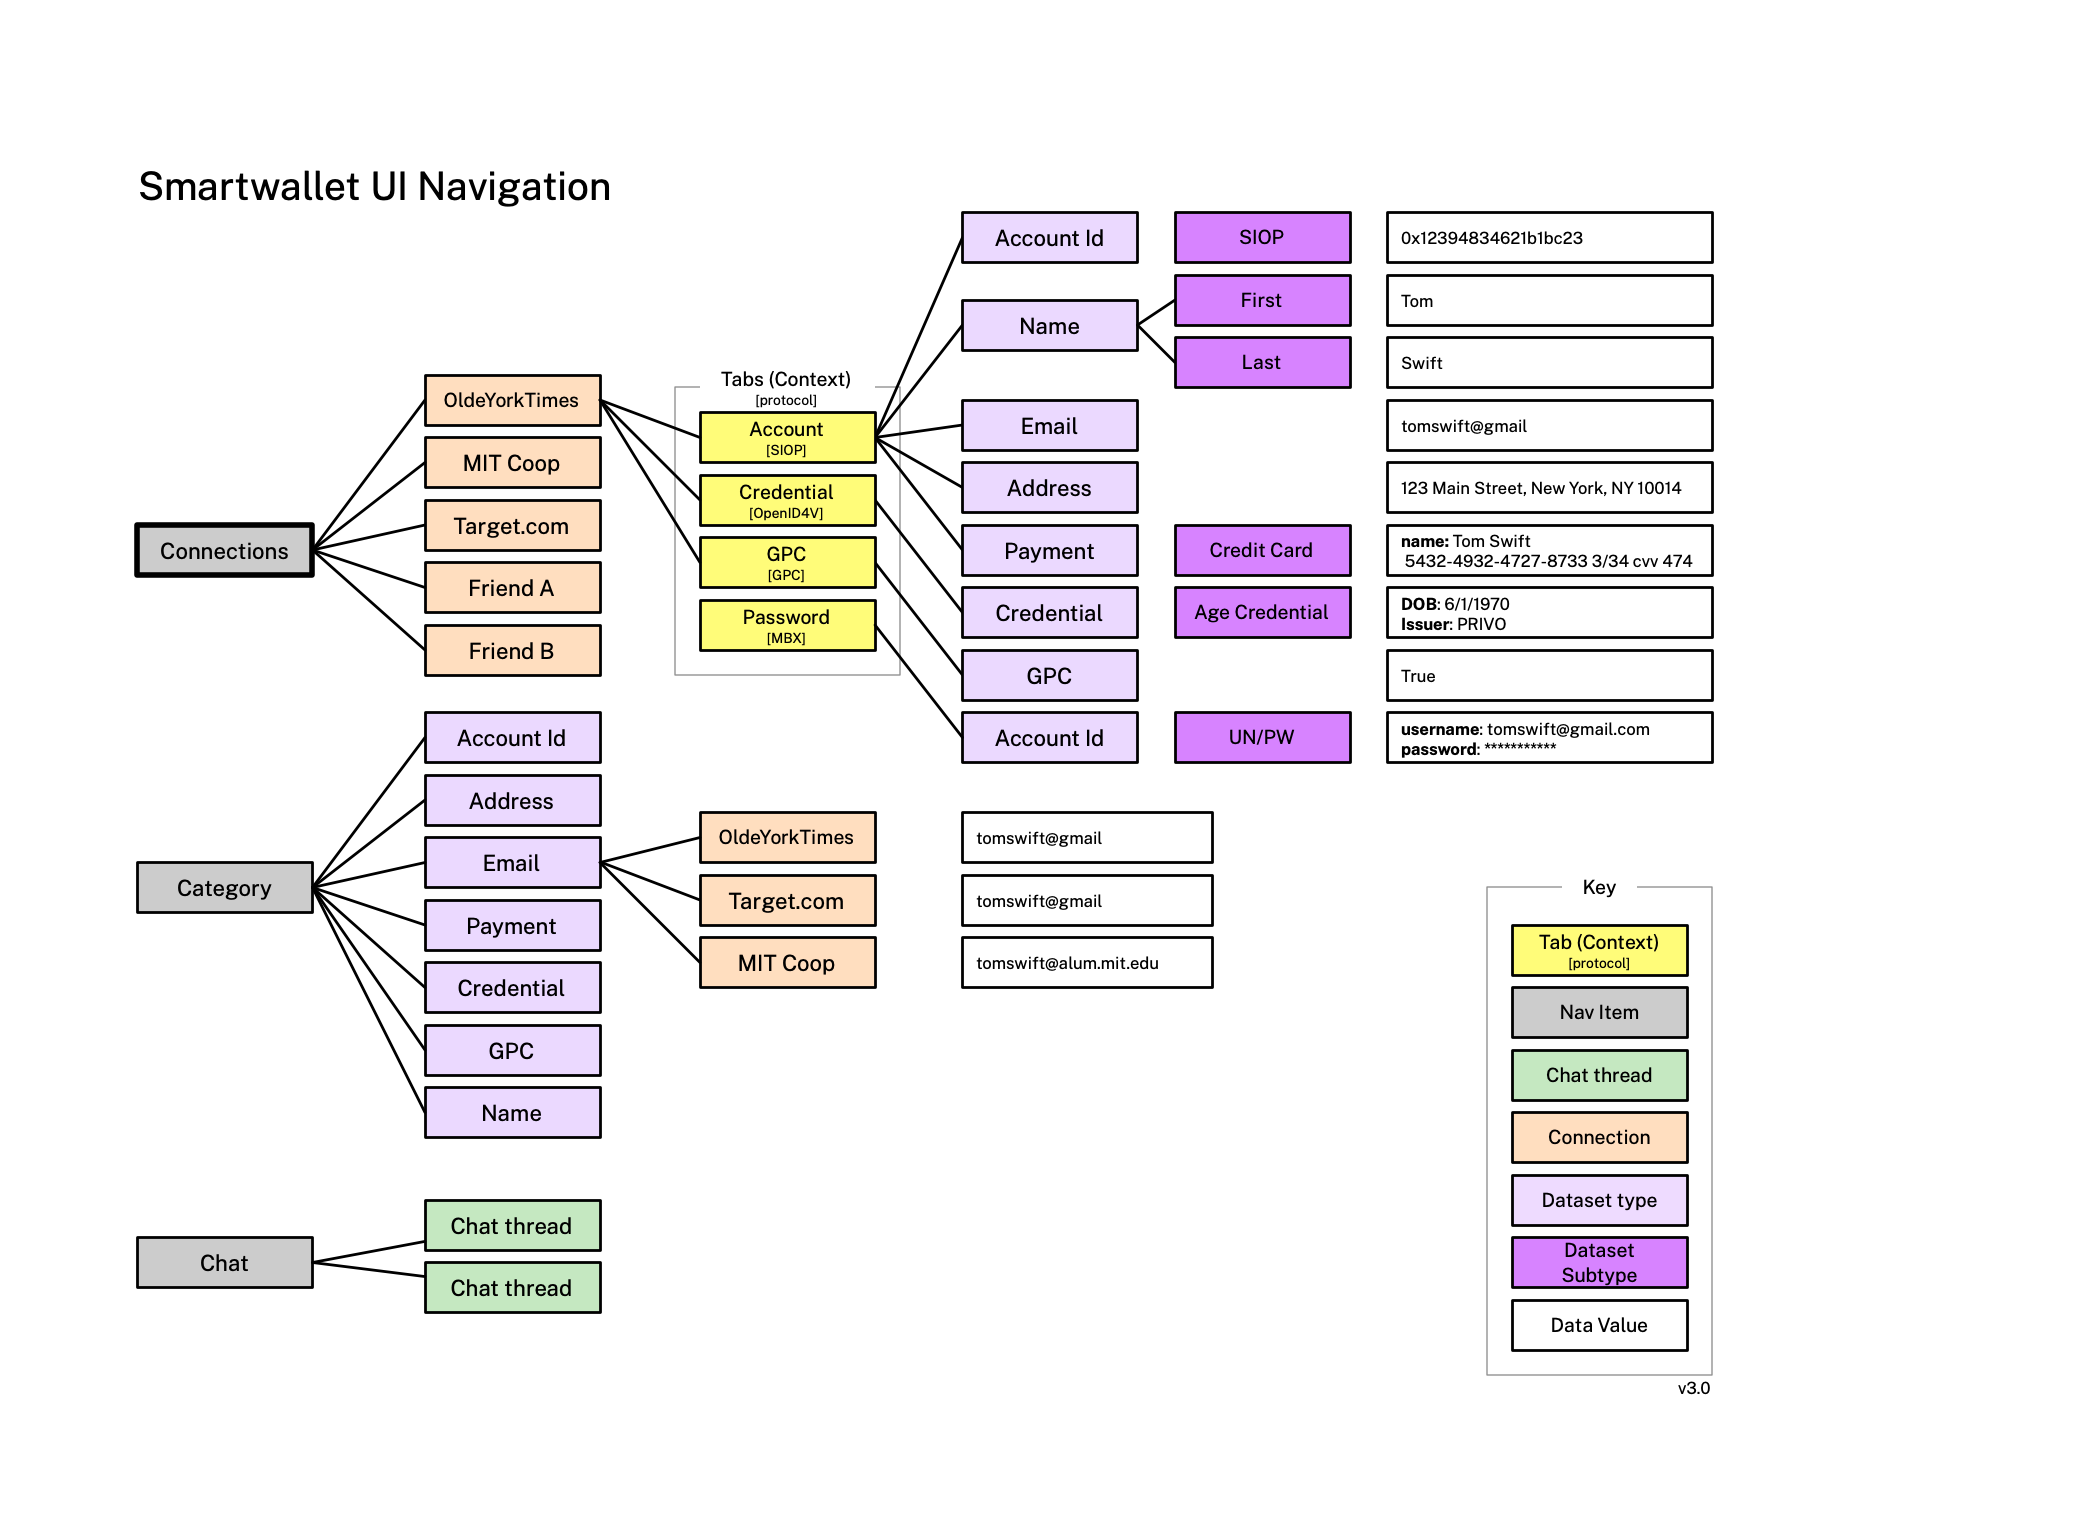 Smartwallet UI Navigation
Connections
OldeYorkTimes
MIT Coop
Target.com
Friend A
Friend B
Tabs (Context)
[protocol]
Account
[SIOP]
Credential
[OpenID4V]
GPC
[GPC]
Password
[MBX]
Account Id
SIOP
0x12394834621b1bc23
Name
First
Tom
Last
Swift
Email
tomswift@gmail
Address
123 Main Street, New York, NY 10014
Payment
Credit Card
name: Tom Swift
5432-4932-4727-8733 3/34 cvv 474
Credential
Age Credential
DOB: 6/1/1970
Issuer: PRIVO
GPC
True
Account Id
UN/PW
username: tomswift@gmail.com
password: ***********
Category
Account Id
Address
Email
Payment
Credential
GPC
Name
OldeYorkTimes
tomswift@gmail
Target.com
tomswift@gmail
MIT Coop
tomswift@alum.mit.edu
Chat
Chat thread
Chat thread
Key
Tab (Context)
[protocol]
Nav Item
Chat thread
Connection
Dataset type
Dataset
Subtype
Data Value
v3.0